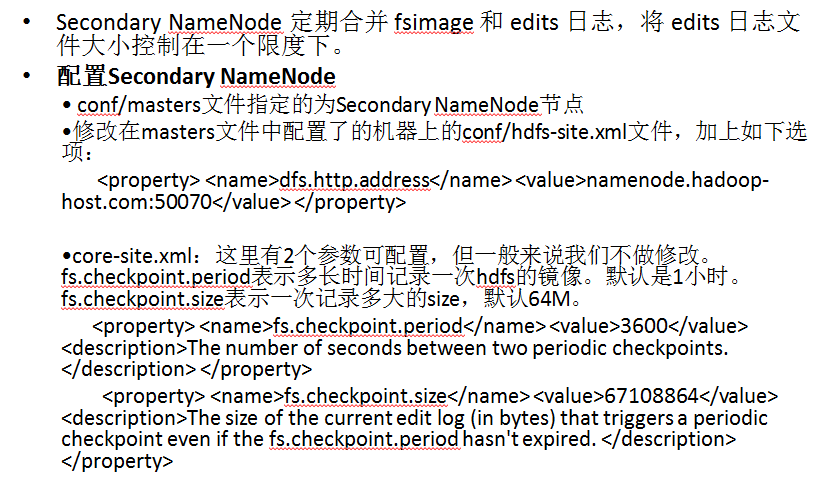 • Secondary NameNode 定期合并 fsimage 和 edits 日志，将 edits 日志文
件大小控制在一个限度下。
• 配置Secondary NameNode
• conf/masters文件指定的为Secondary NameNode节点
•修改在masters文件中配置了的机器上的conf/hdfs-site.xml文件，加上如下选
项：
<property> <name>dfs.http.address</name> <value>namenode.hadoop-
host.com:50070</value> </property>
•core-site.xml：这里有2个参数可配置，但一般来说我们不做修改。
fs.checkpoint.period表示多长时间记录一次hdfs的镜像。默认是1小时。
fs.checkpoint.size表示一次记录多大的size，默认64M。
<property> <name>fs.checkpoint.period</name> <value>3600</value>
<description>The number of seconds between two periodic checkpoints.
</description> </property>
<property> <name>fs.checkpoint.size</name> <value>67108864</value>
<description>The size of the current edit log (in bytes) that triggers a periodic
checkpoint even if the fs.checkpoint.period hasn't expired. </description>
</property>